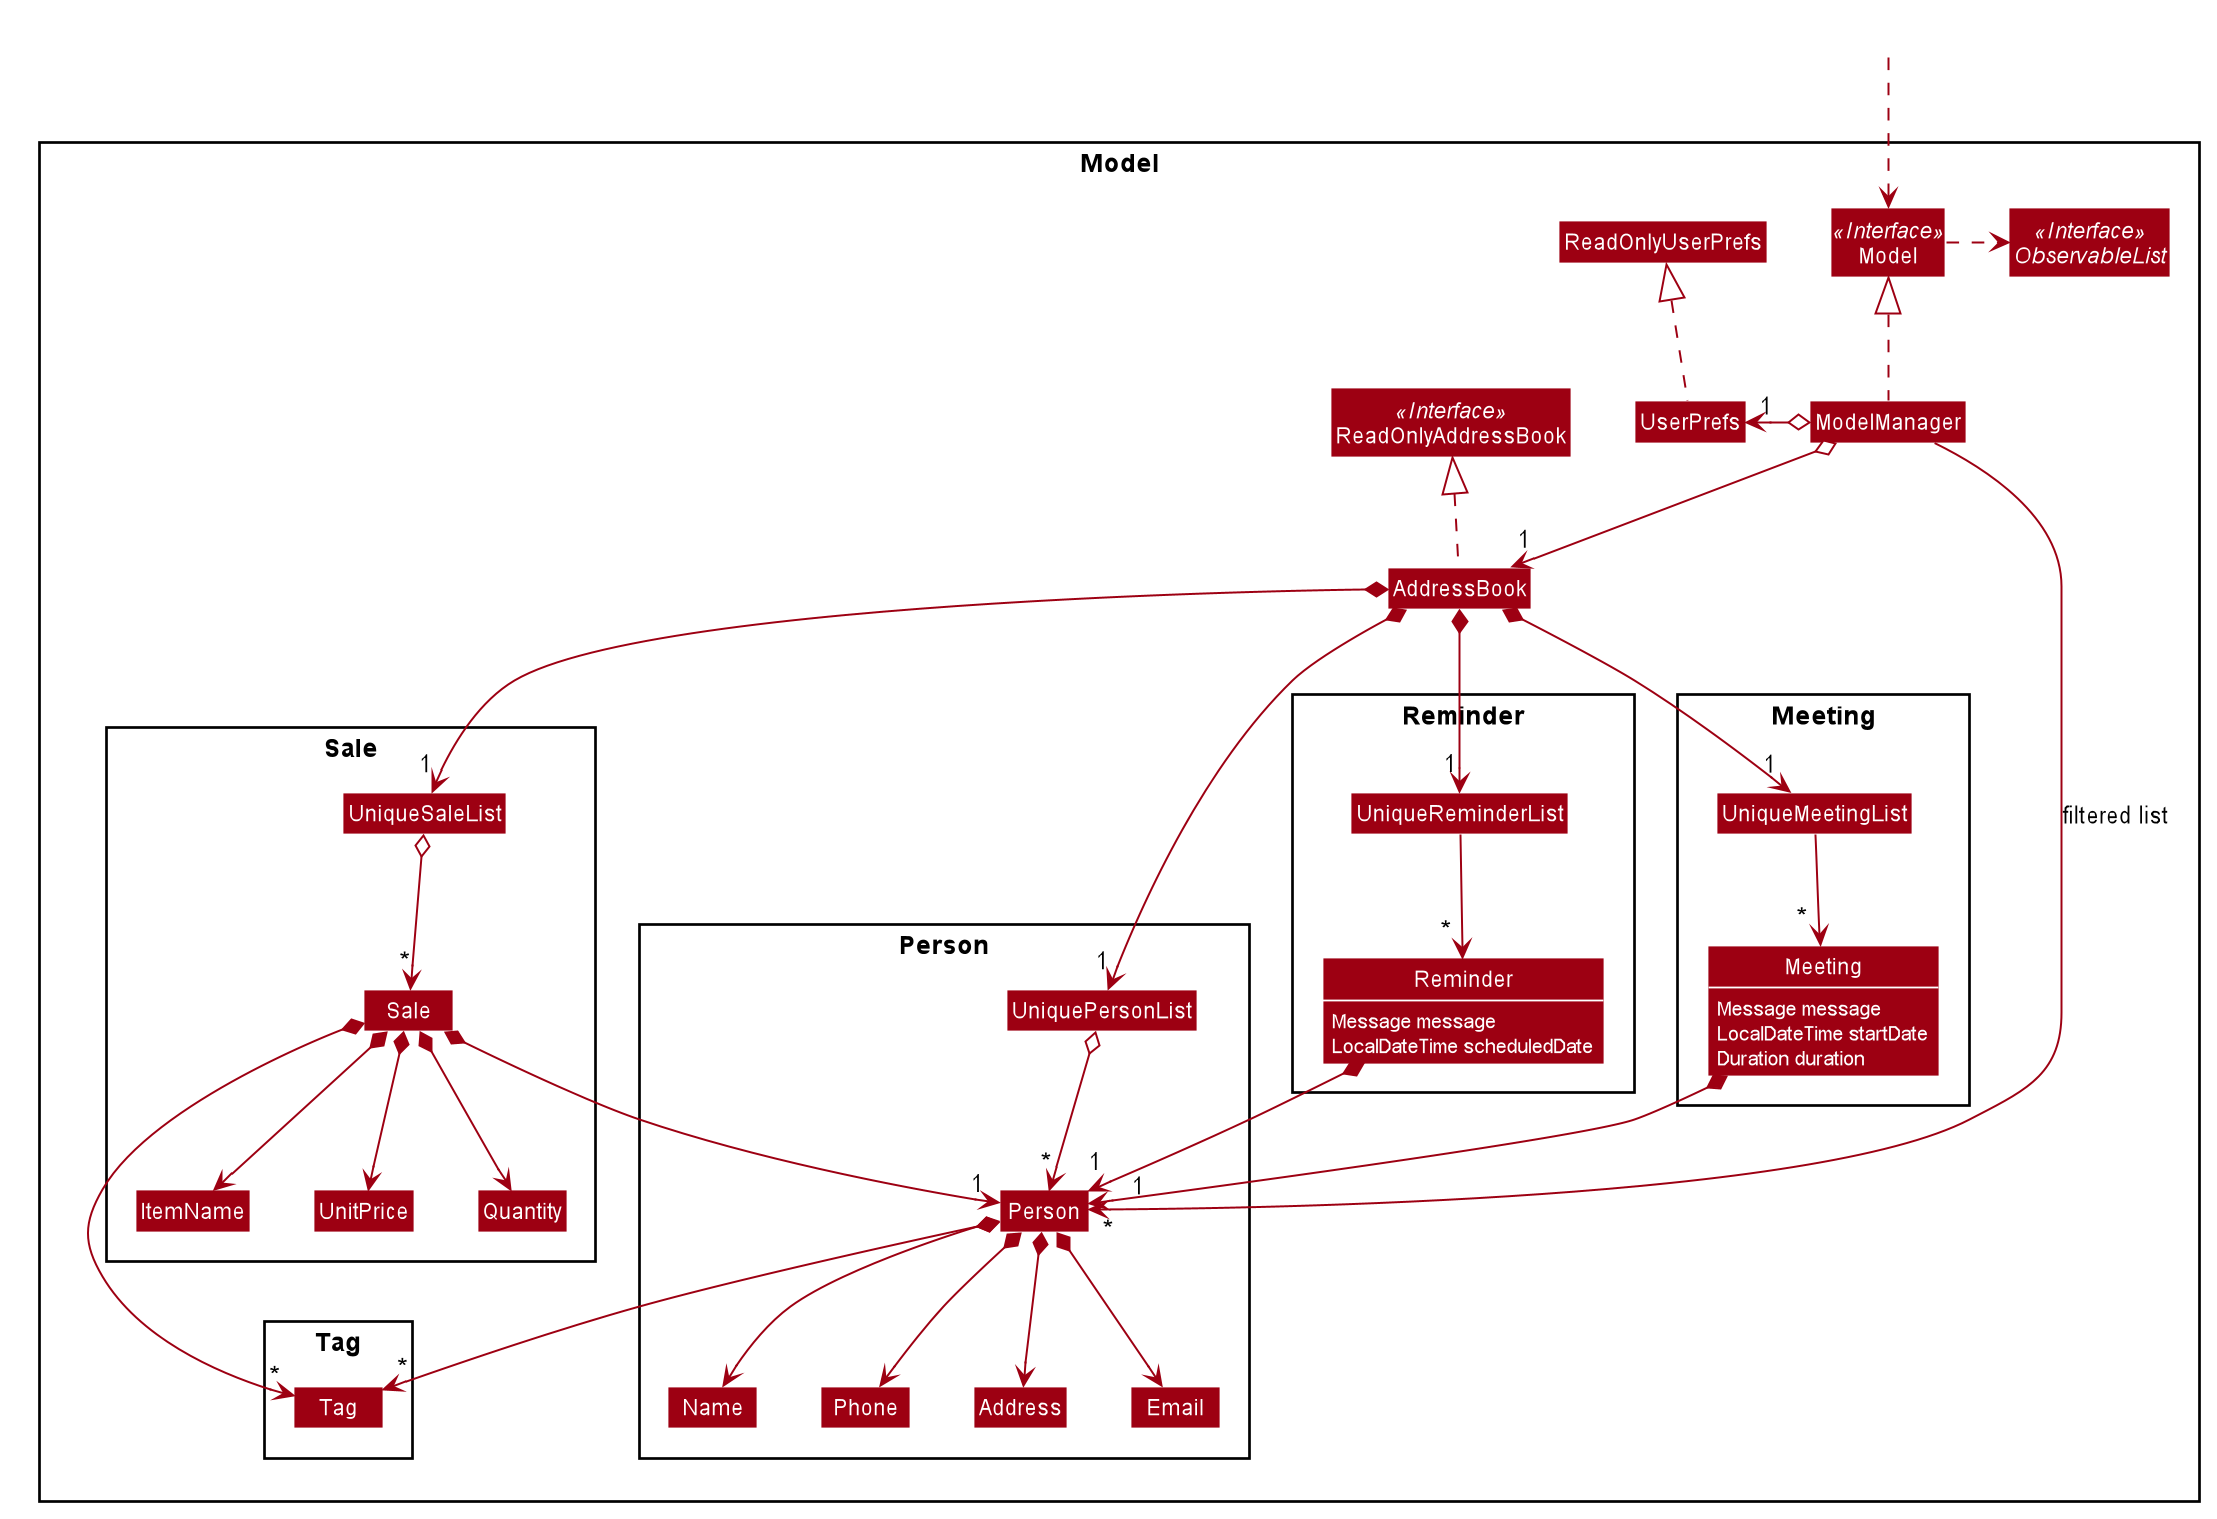 Model
«Interface»
Model
«Interface»
ObservableList
ReadOnlyUserPrefs
«Interface»
ReadOnlyAddressBook
UserPrefs
1
ModelManager
1
AddressBook
Reminder
Meeting
Sale
1
1
1
UniqueSaleList
UniqueReminderList
UniqueMeetingList
filtered list
*
*
Person
*
1
Sale
UniquePersonList
Reminder
Message message
LocalDateTime scheduledDate
Meeting
Message message
LocalDateTime startDate
Duration duration
*
1
1
1
*
ItemName
UnitPrice
Quantity
Person
Tag
*
*
Tag
Name
Phone
Address
Email